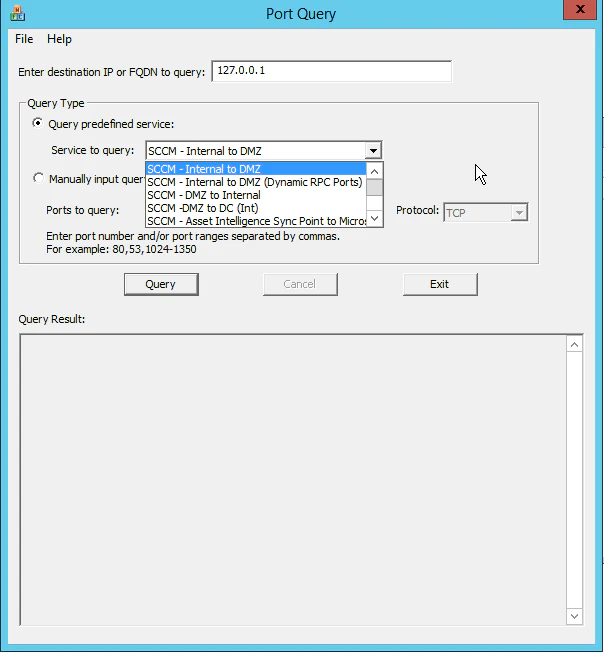 Port Query
x
File Help
Enter destination IP or FQDN to query: 127.0.0.1
Query Type
Query predefined service:
Service to query: SCCM - Internal to DMZ
SCCM - Internal to DMZ
Manually input quer
SCCM - Internal to DMZ (Dynamic RPC Ports)
SCCM - DMZ to Internal
Ports to query:
SCCM -DMZ to DC (Int)
Protocol: TCP
SCCM - Asset Intelligence Sync Point to Micros
Enter port number and/or port ranges separated by commas.
For example: 80,53,1024-1350
Query Cancel Exit
Query Result: